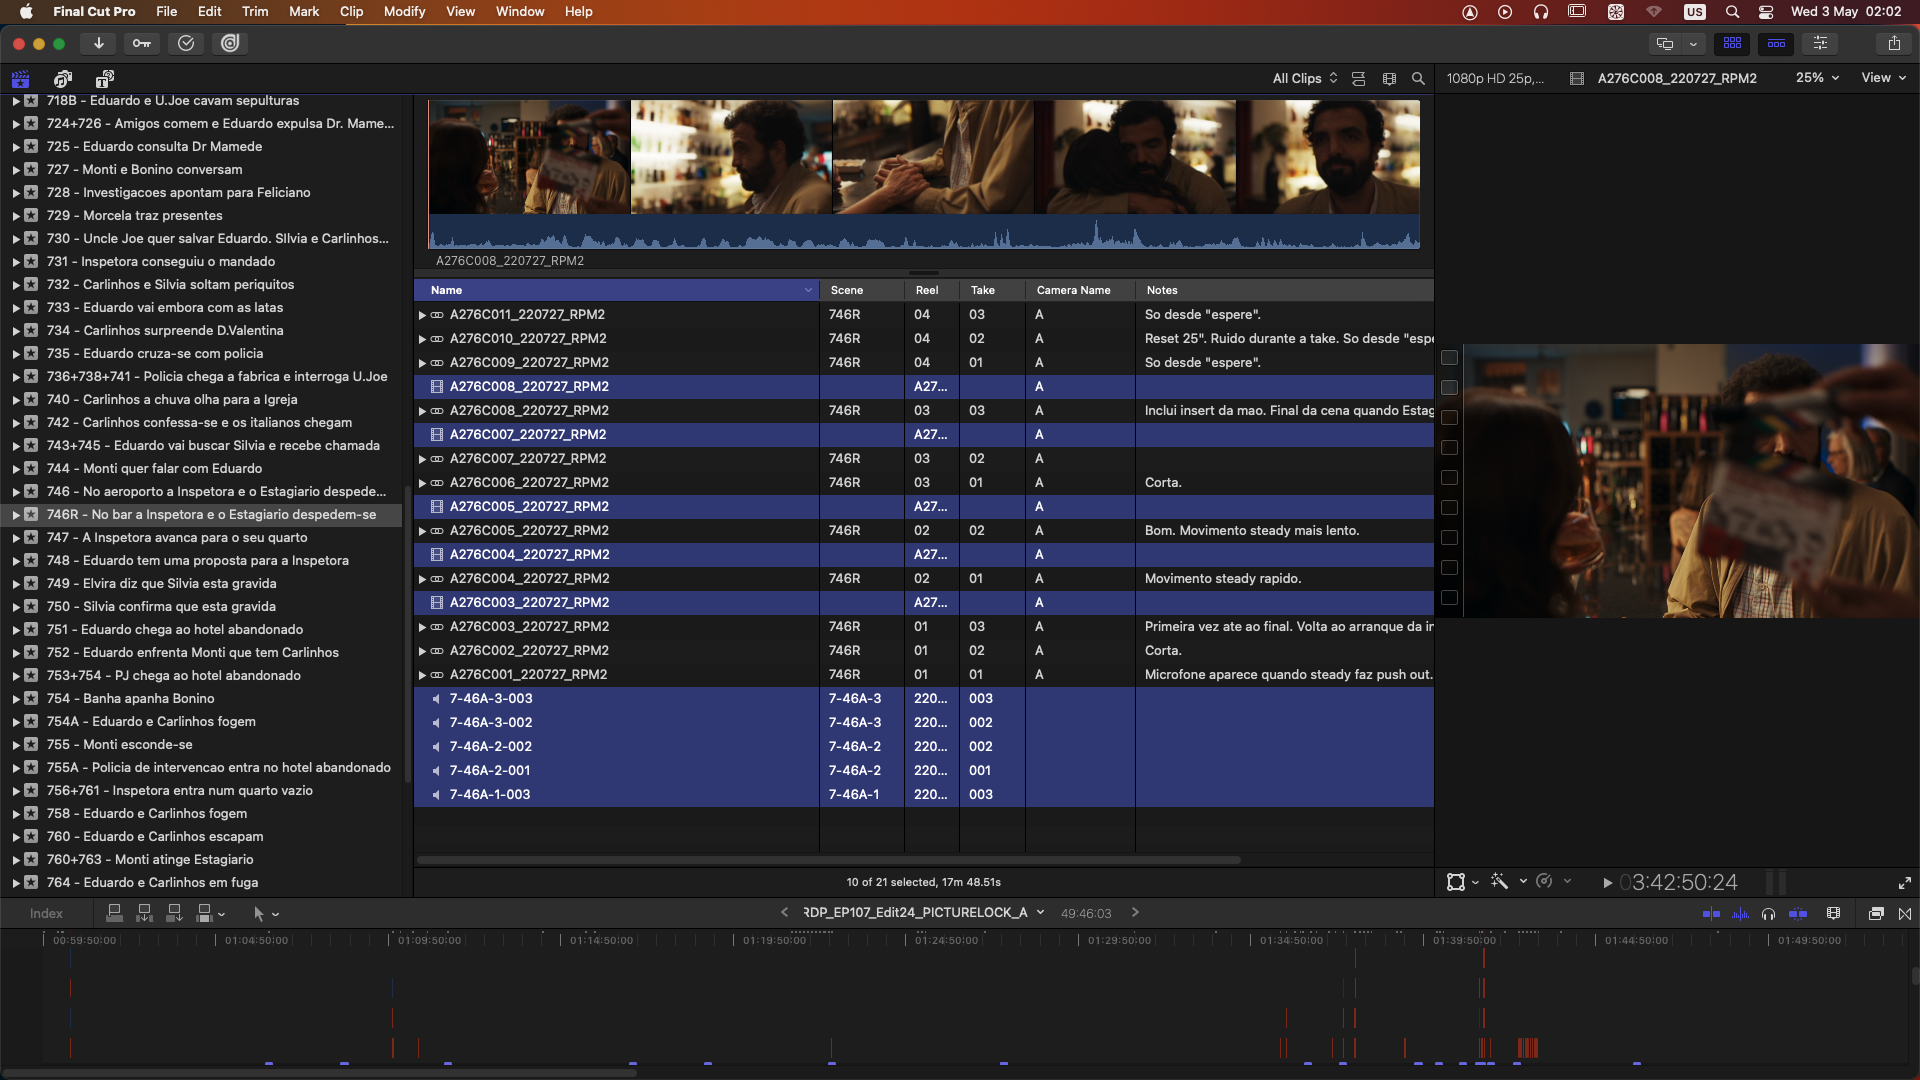 Final Cut Pro File Edit Trim Mark Clip Modify View Window Help
US Wed 3 May 02:02
All Clips
1080p HD 25p,... A276C008_220727_RPM2 25% View
718B - Eduardo e U.Joe cavam sepulturas
724+726 - Amigos comem e Eduardo expulsa Dr. Mame...
725 - Eduardo consulta Dr Mamede
727 - Monti e Bonino conversam
728 - Investigacoes apontam para Feliciano
729 - Morcela traz presentes
730 - Uncle Joe quer salvar Eduardo. SIlvia e Carlinhos...
731 - Inspetora conseguiu o mandado
732 - Carlinhos e Silvia soltam periquitos
733 - Eduardo vai embora com as latas
734 - Carlinhos surpreende D.Valentina
735 - Eduardo cruza-se com policia
736+738+741 - Policia chega a fabrica e interroga U.Joe
740 - Carlinhos a chuva olha para a Igreja
742 - Carlinhos confessa-se e os italianos chegam
743+745 - Eduardo vai buscar Silvia e recebe chamada
744 - Monti quer falar com Eduardo
746 - No aeroporto a Inspetora e o Estagiario despede...
746R - No bar a Inspetora e o Estagiario despedem-se
747 - A Inspetora avanca para o seu quarto
748 - Eduardo tem uma proposta para a Inspetora
749 - Elvira diz que Silvia esta gravida
750 - Silvia confirma que esta gravida
751 - Eduardo chega ao hotel abandonado
752 - Eduardo enfrenta Monti que tem Carlinhos
753+754 - PJ chega ao hotel abandonado
754 - Banha apanha Bonino
754A - Eduardo e Carlinhos fogem
755 - Monti esconde-se
755A - Policia de intervencao entra no hotel abandonado
756+761 - Inspetora entra num quarto vazio
758 - Eduardo e Carlinhos fogem
760 - Eduardo e Carlinhos escapam
760+763 - Monti atinge Estagiario
764 - Eduardo e Carlinhos em fuga
A276C008_220727_RPM2
Name Scene Reel Take Camera Name Notes
A276C011_220727_RPM2 746R 04 03 A So desde "espere".
A276C010_220727_RPM2 746R 04 02 A Reset 25". Ruido durante a take. So desde "espe
A276C009_220727_RPM2 746R 04 01 A So desde "espere".
A276C008_220727_RPM2 A27... A
A276C008_220727_RPM2 746R 03 03 A Inclui insert da mao. Final da cena quando Estag
A276C007_220727_RPM2 A27... A
A276C007_220727_RPM2 746R 03 02 A
A276C006_220727_RPM2 746R 03 01 A Corta.
A276C005_220727_RPM2 A27... A
A276C005_220727_RPM2 746R 02 02 A Bom. Movimento steady mais lento.
A276C004_220727_RPM2 A27... A
A276C004_220727_RPM2 746R 02 01 A Movimento steady rapido.
A276C003_220727_RPM2 A27... A
A276C003_220727_RPM2 746R 01 03 A Primeira vez ate ao final. Volta ao arranque da in
A276C002_220727_RPM2 746R 01 02 A Corta.
A276C001_220727_RPM2 746R 01 01 A Microfone aparece quando steady faz push out.
7-46A-3-003 7-46A-3 220... 003
7-46A-3-002 7-46A-3 220... 002
7-46A-2-002 7-46A-2 220... 002
7-46A-2-001 7-46A-2 220... 001
7-46A-1-003 7-46A-1 220... 003
10 of 21 selected, 17m 48.51s
03:42:50:24
Index RDP_EP107_Edit24_PICTURELOCK_A 49:46:03
00:59:50:00 01:04:50:00 01:09:50:00 01:14:50:00 01:19:50:00 01:24:50:00 01:29:50:00 01:34:50:00 01:39:50:00 01:44:50:00 01:49:50:00